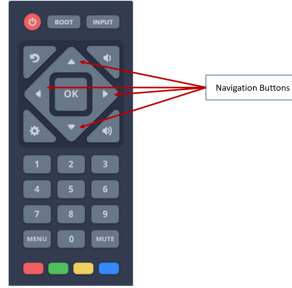 BOOT INPUT
OK
Navigation Buttons
1 2 3
4 5 6
7 8 9
MENU 0 MUTE